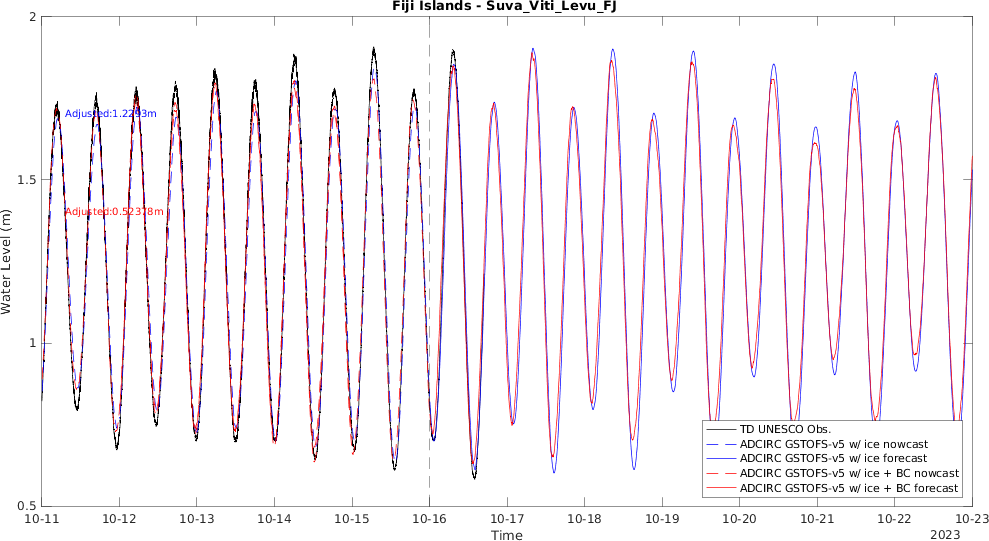 Fiji Islands - Suva_Viti_Levu_FJ
2
1.5
1
0.5
Water Level (m)
Adjusted:1.2293m
Adjusted:0.52378m
TD UNESCO Obs.
ADCIRC GSTOFS-v5 w/ ice nowcast
ADCIRC GSTOFS-v5 w/ ice forecast
ADCIRC GSTOFS-v5 w/ ice + BC nowcast
ADCIRC GSTOFS-v5 w/ ice + BC forecast
10-11 10-12 10-13 10-14 10-15 10-16 10-17 10-18 10-19 10-20 10-21 10-22 10-23
Time
2023